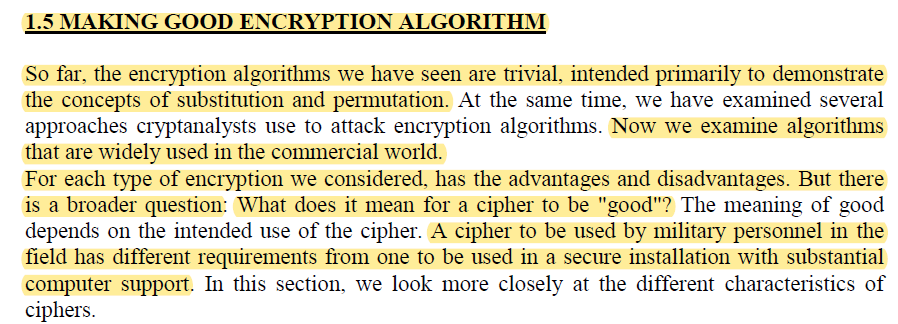 1.5 MAKING GOOD ENCRYPTION ALGORITHM
So far, the encryption algorithms we have seen are trivial, intended primarily to demonstrate
the concepts of substitution and permutation. At the same time, we have examined several
approaches cryptanalysts use to attack encryption algorithms. Now we examine algorithms
that are widely used in the commercial world.
For each type of encryption we considered, has the advantages and disadvantages. But there
is a broader question: What does it mean for a cipher to be "good"? The meaning of good
depends on the intended use of the cipher. A cipher to be used by military personnel in the
field has different requirements from one to be used in a secure installation with substantial
computer support. In this section, we look more closely at the different characteristics of
ciphers.